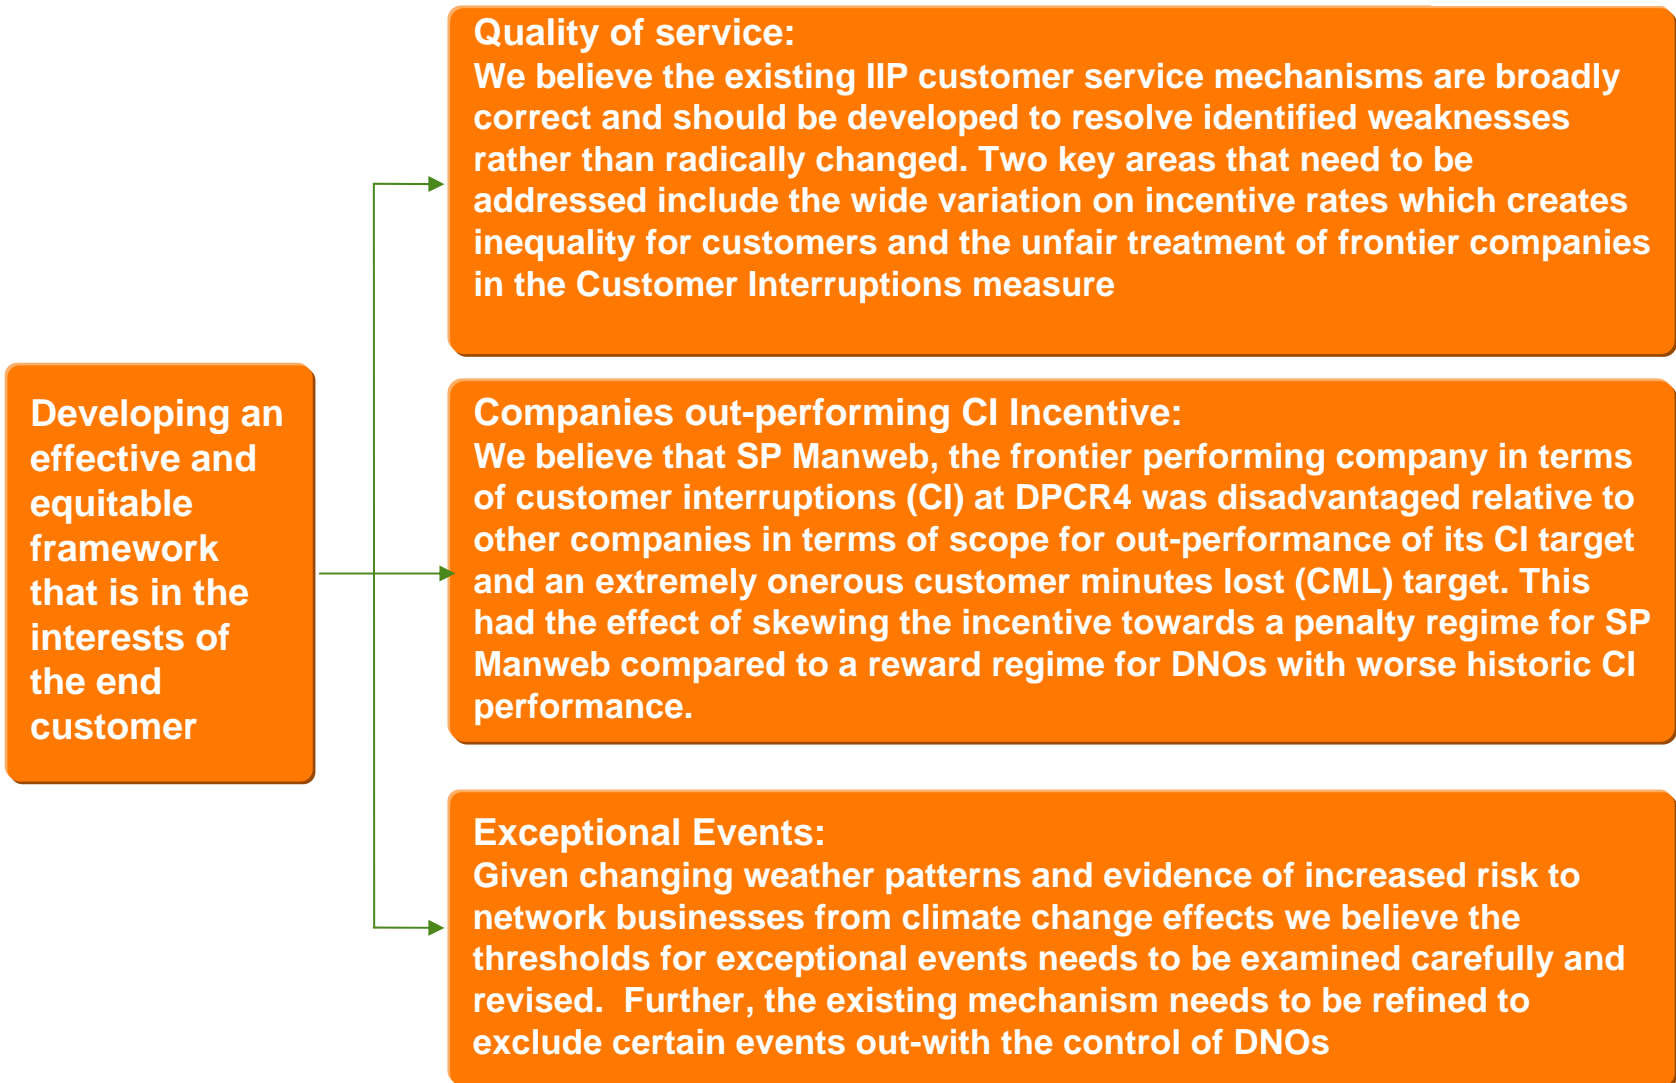 Developing an
effective and
equitable
framework
that is in the
interests of
the end
customer
Quality of service:
We believe the existing IIP customer service mechanisms are broadly
correct and should be developed to resolve identified weaknesses
rather than radically changed. Two key areas that need to be
addressed include the wide variation on incentive rates which creates
inequality for customers and the unfair treatment of frontier companies
in the Customer Interruptions measure
Companies out-performing CI Incentive:
We believe that SP Manweb, the frontier performing company in terms
of customer interruptions (CI) at DPCR4 was disadvantaged relative to
other companies in terms of scope for out-performance of its CI target
and an extremely onerous customer minutes lost (CML) target. This
had the effect of skewing the incentive towards a penalty regime for SP
Manweb compared to a reward regime for DNOs with worse historic CI
performance.
Exceptional Events:
Given changing weather patterns and evidence of increased risk to
network businesses from climate change effects we believe the
thresholds for exceptional events needs to be examined carefully and
revised.  Further, the existing mechanism needs to be refined to
exclude certain events out-with the control of DNOs